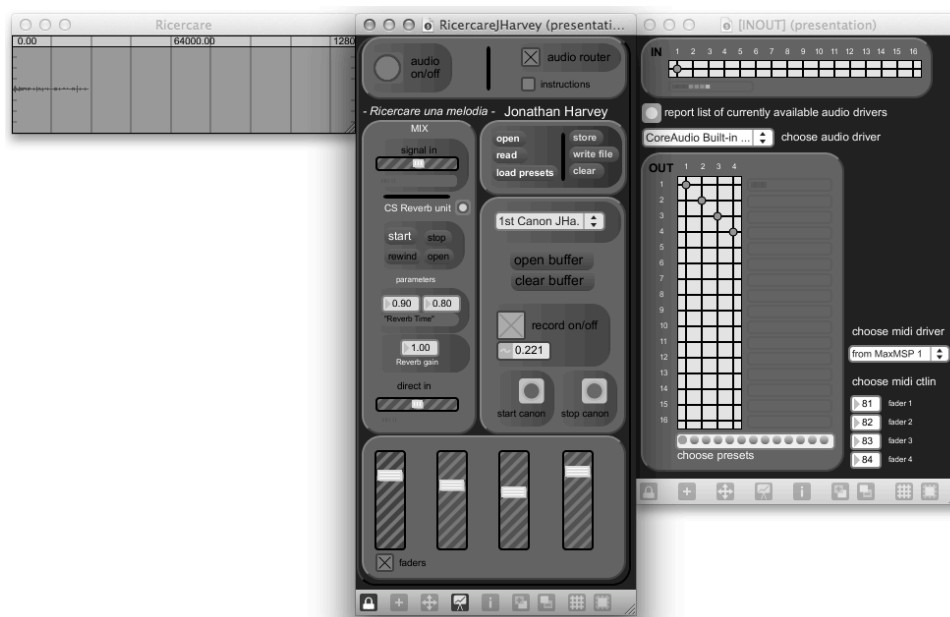 Ricercare
0.00 64000.00 1280
RicercareJHarvey (presentati...
audio on/off
audio router
instructions
- Ricercare una melodia - Jonathan Harvey
MIX
signal in
CS Reverb unit
start stop
rewind open
parameters
0.90 0.80
"Reverb Time"
1.00
Reverb gain
direct in
open store
read write file
load presets clear
1st Canon JHa.
open buffer
clear buffer
record on/off
0.221
start canon stop canon
faders
[INOUT] (presentation)
IN 1 2 3 4 5 6 7 8 9 10 11 12 13 14 15 16
report list of currently available audio drivers
CoreAudio Built-in ... choose audio driver
OUT 1 2 3 4
1
2
3
4
5
6
7
8
9
10
11
12
13
14
15
16
choose presets
choose midi driver
from MaxMSP 1
choose midi ctlin
81 fader 1
82 fader 2
83 fader 3
84 fader 4